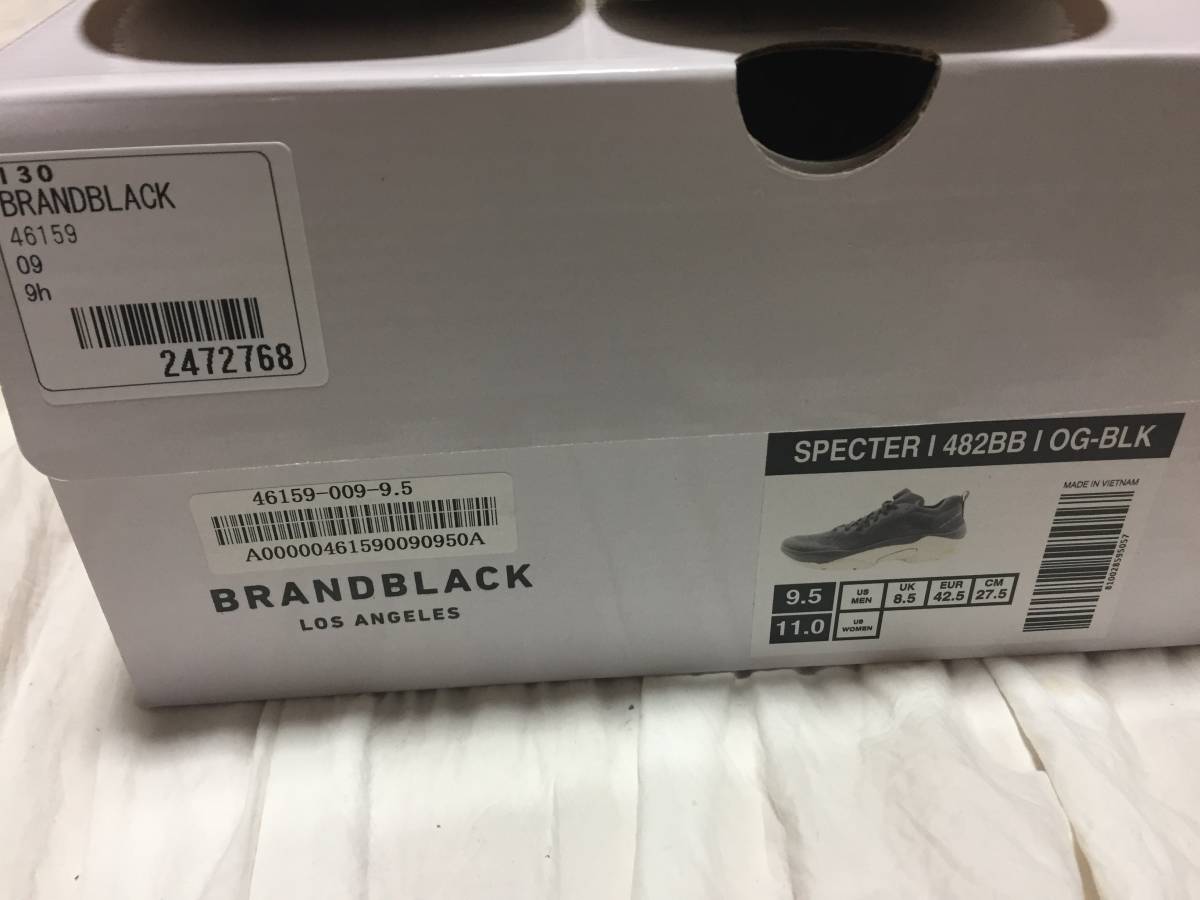 130
BRANDBLACK
46159
09
9h
2472768
46159-009-9.5
A00000461590090950A
BRANDBLACK
LOS ANGELES
SPECTER | 482BB | OG-BLK
MADE IN VIETNAM
810028595057
9.5 US MEN UK 8.5 EUR 42.5 CM 27.5
11.0 US WOMEN